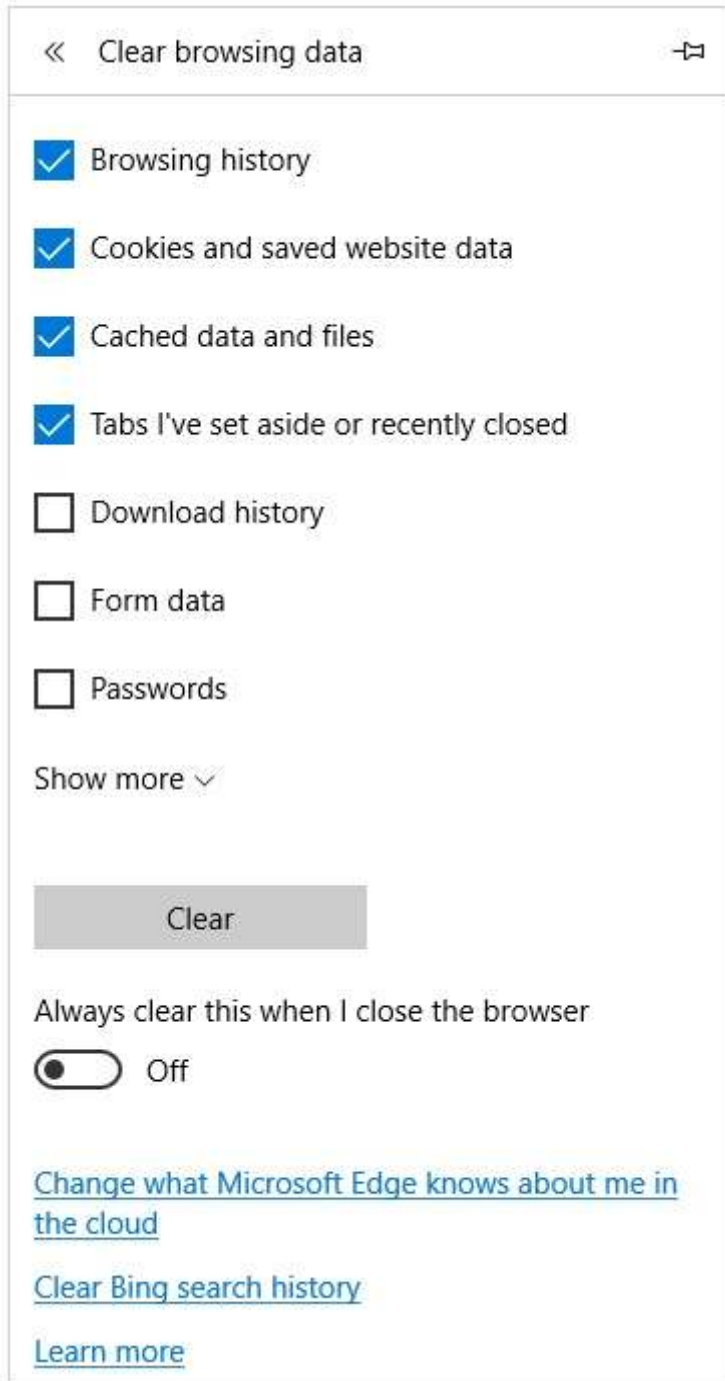 Clear browsing data
Browsing history
Cookies and saved website data
Cached data and files
Tabs I've set aside or recently closed
Download history
Form data
Passwords
Show more
Clear
Always clear this when I close the browser
Off
Change what Microsoft Edge knows about me in
the cloud
Clear Bing search history
Learn more